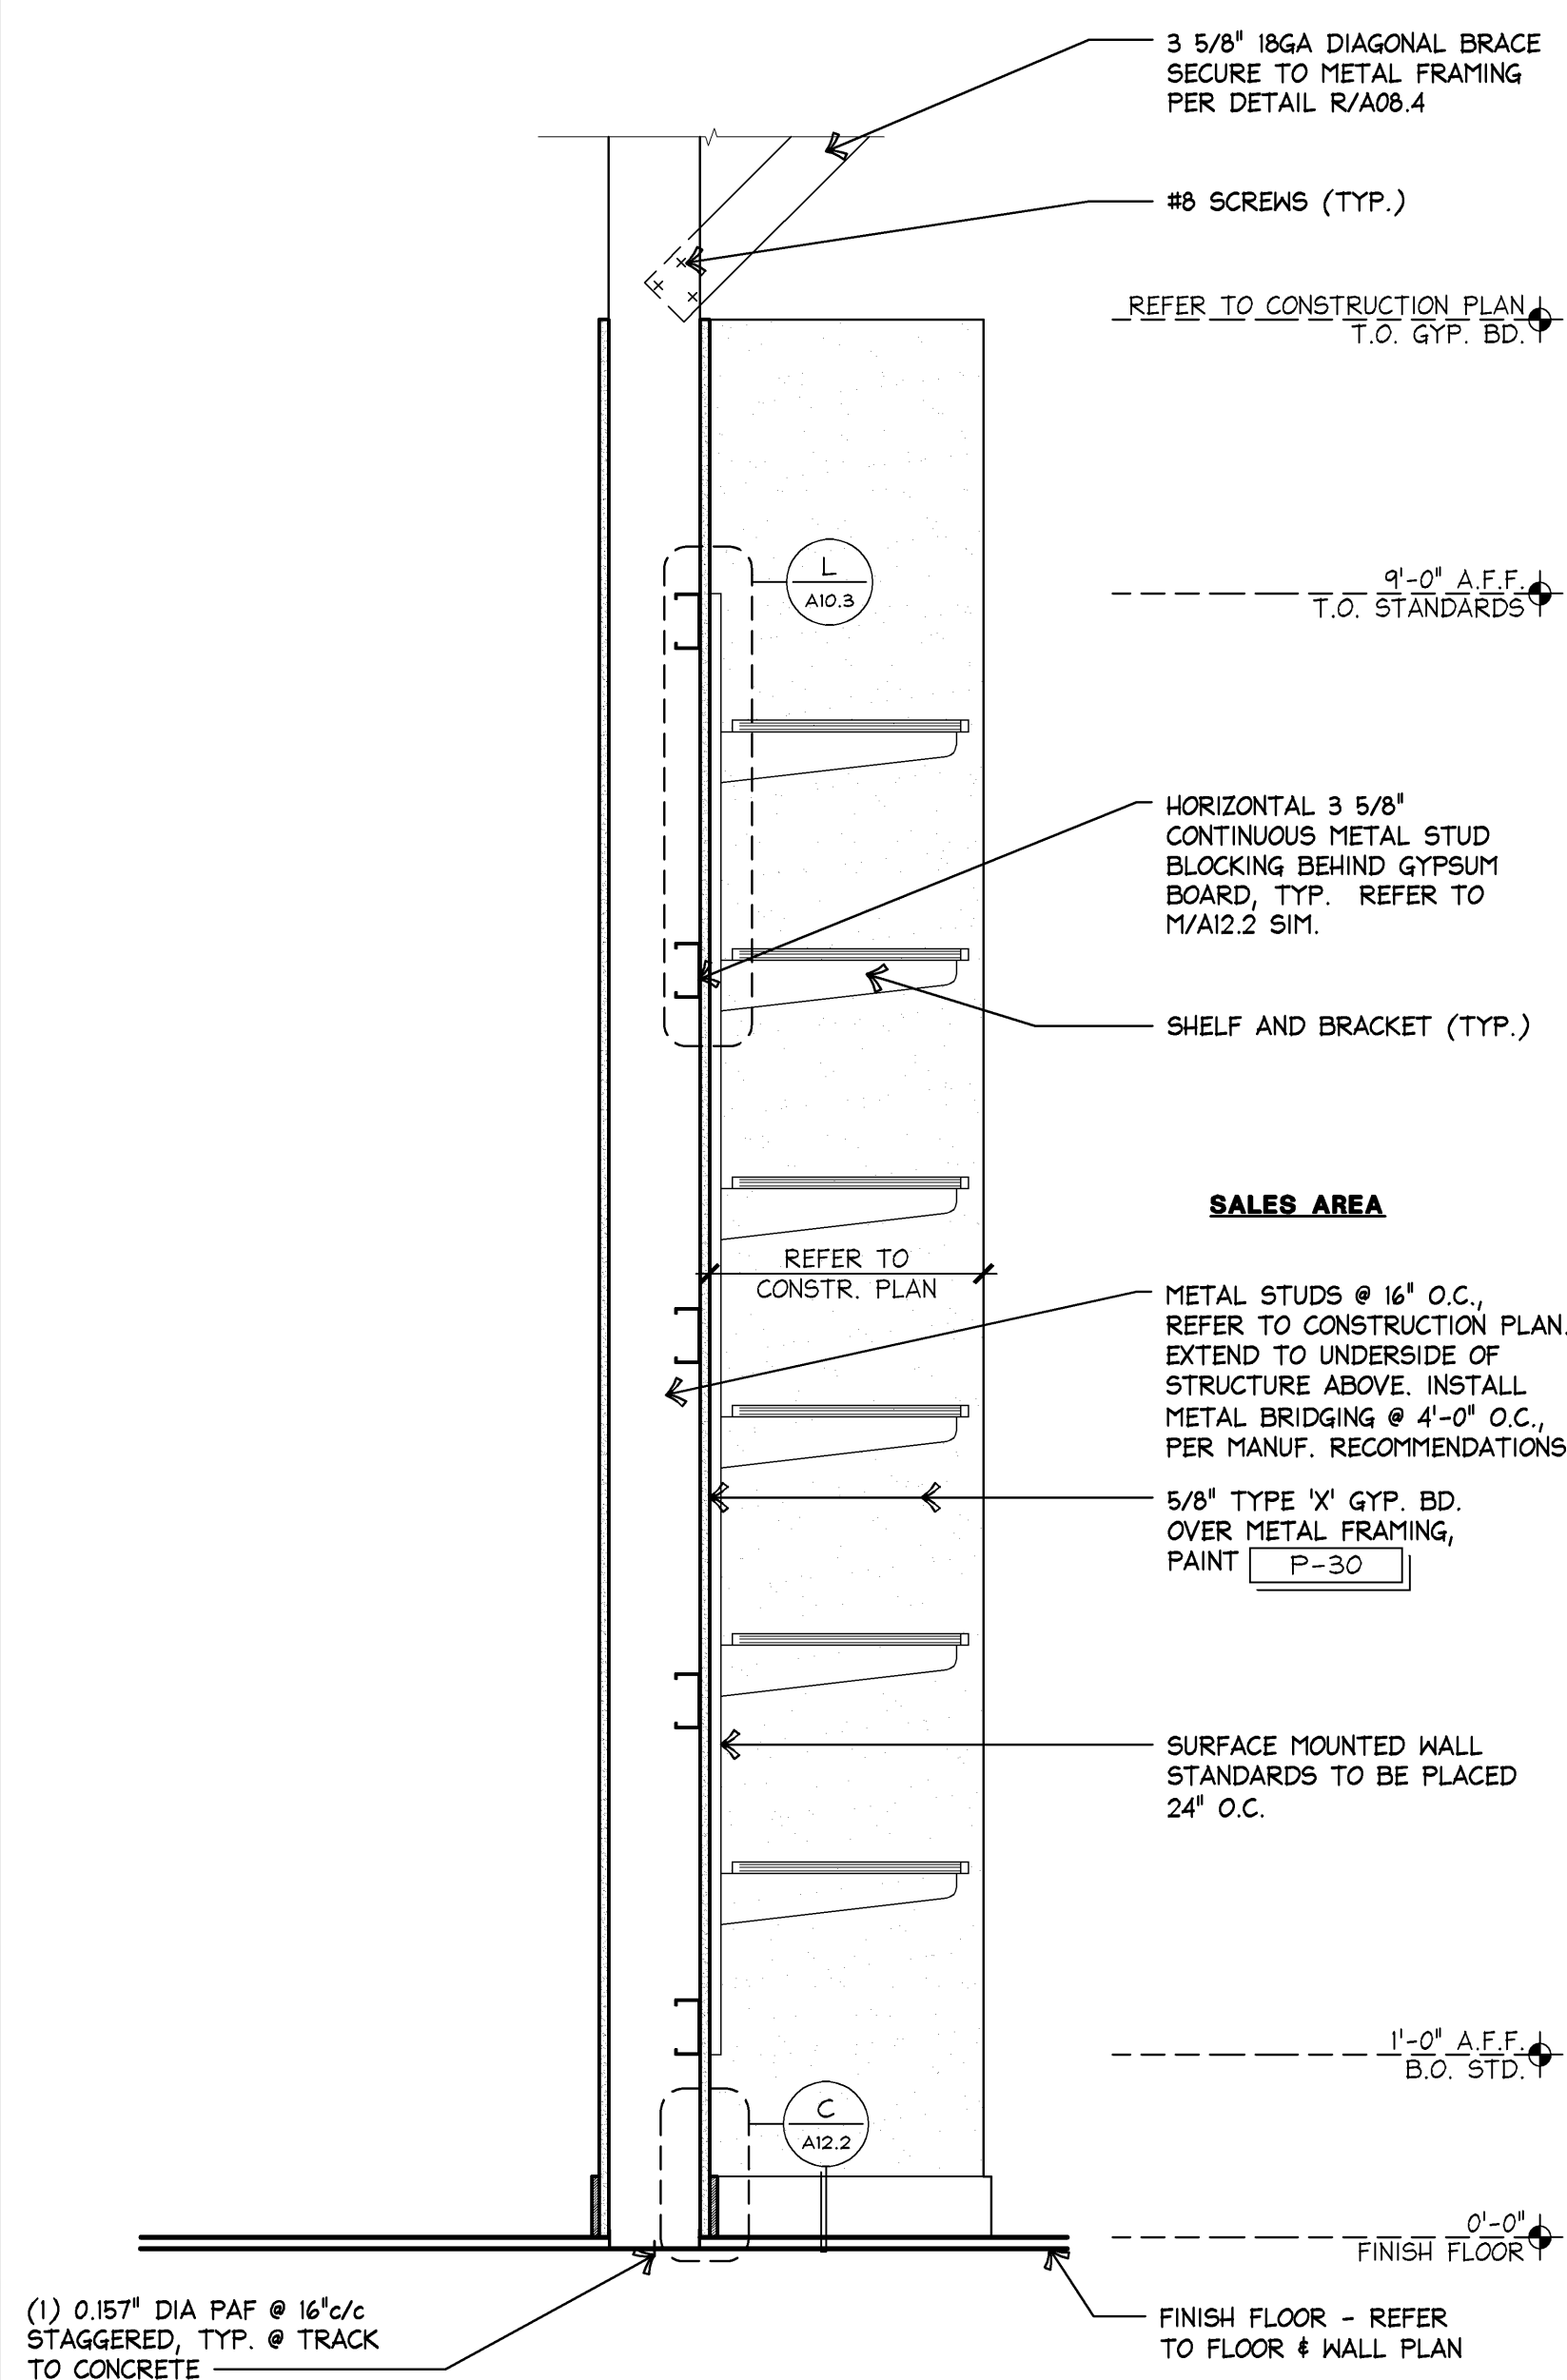 3 5/8" 18GA DIAGONAL BRACE
SECURE TO METAL FRAMING
PER DETAIL R/A08.4
#8 SCREWS (TYP.)
REFER TO CONSTRUCTION PLAN
T.O. GYP. BD.
L
A10.3
9'-0" A.F.F.
T.O. STANDARDS
HORIZONTAL 3 5/8"
CONTINUOUS METAL STUD
BLOCKING BEHIND GYPSUM
BOARD, TYP. REFER TO
M/A12.2 SIM.
SHELF AND BRACKET (TYP.)
SALES AREA
REFER TO
CONSTR. PLAN
METAL STUDS @ 16" O.C.,
REFER TO CONSTRUCTION PLAN.
EXTEND TO UNDERSIDE OF
STRUCTURE ABOVE. INSTALL
METAL BRIDGING @ 4'-0" O.C.,
PER MANUF. RECOMMENDATIONS
5/8" TYPE 'X' GYP. BD.
OVER METAL FRAMING,
PAINT P-30
SURFACE MOUNTED WALL
STANDARDS TO BE PLACED
24" O.C.
1'-0" A.F.F.
B.O. STD.
C
A12.2
0'-0"
FINISH FLOOR
(1) 0.157" DIA PAF @ 16"c/c
STAGGERED, TYP. @ TRACK
TO CONCRETE
FINISH FLOOR - REFER
TO FLOOR & WALL PLAN